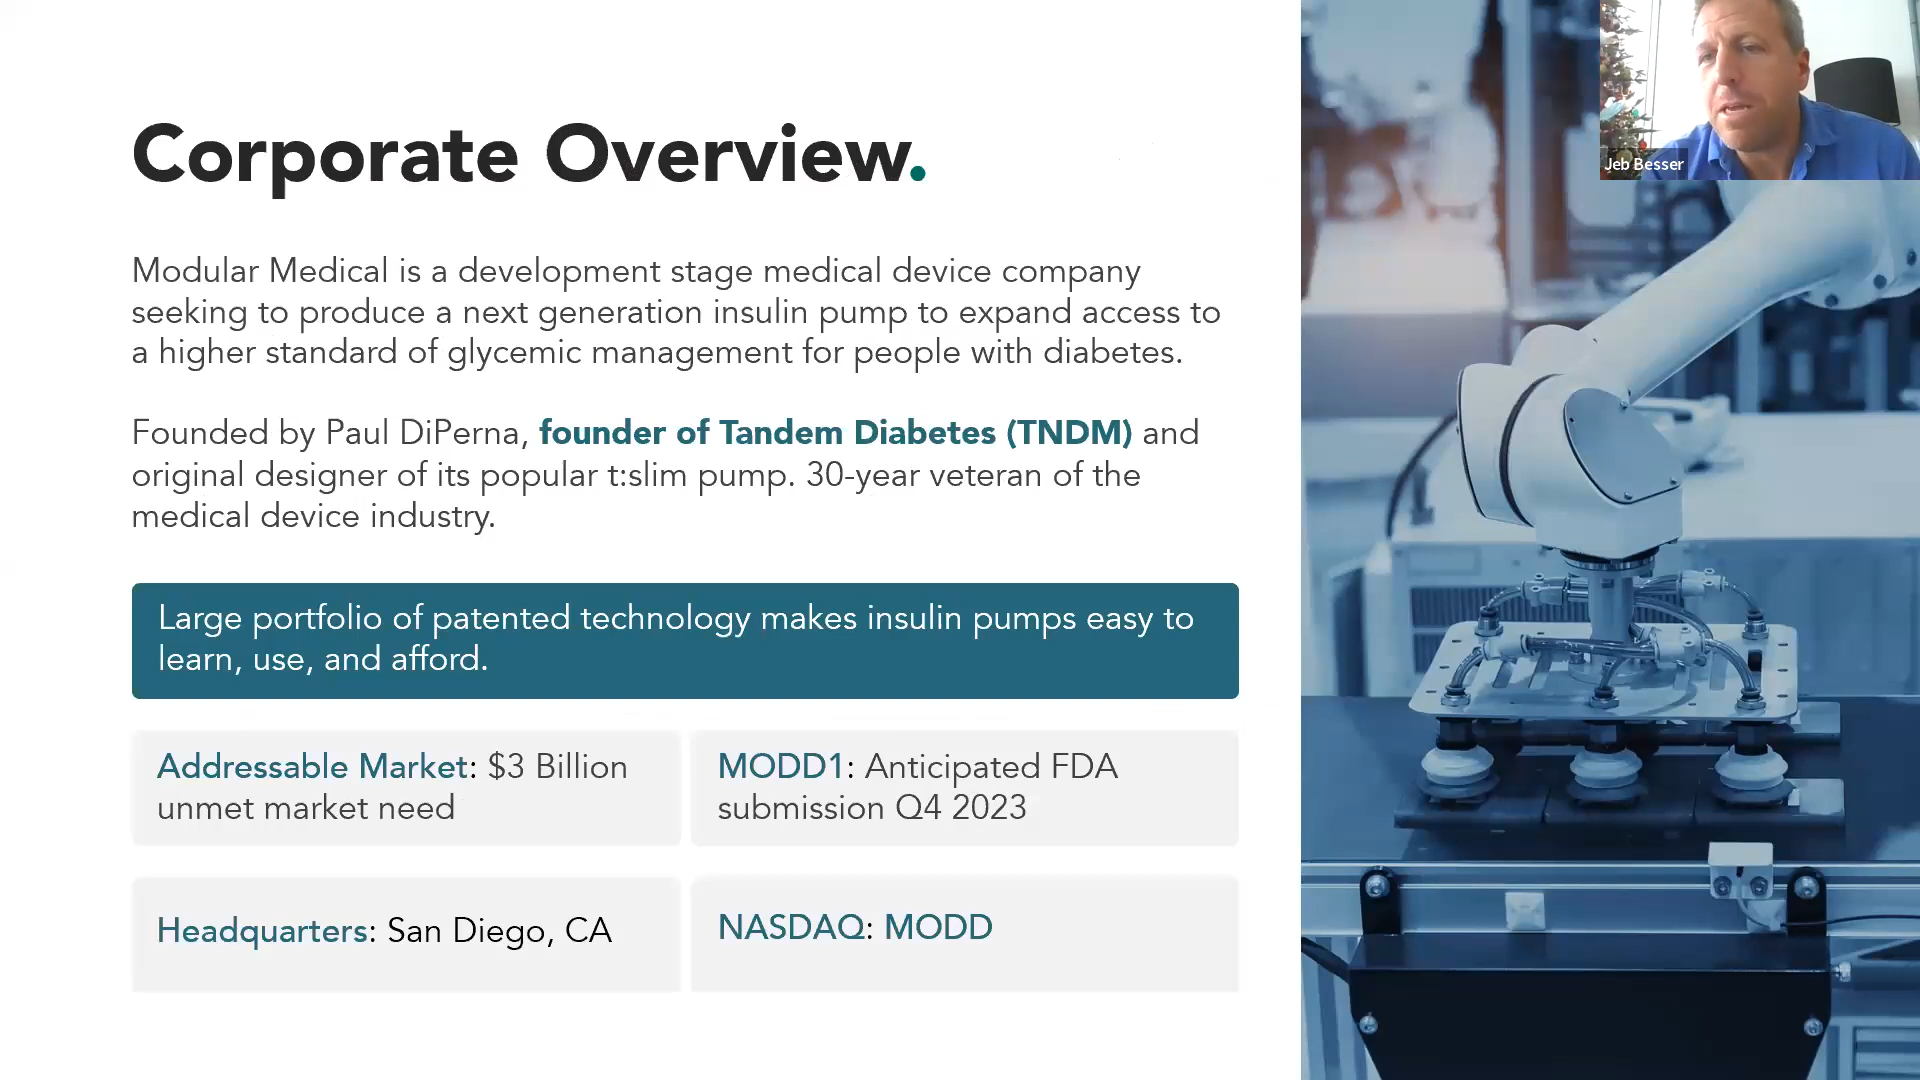 Corporate Overview.
Jeb Besser
Modular Medical is a development stage medical device company
seeking to produce a next generation insulin pump to expand access to
a higher standard of glycemic management for people with diabetes.
Founded by Paul DiPerna, founder of Tandem Diabetes (TNDM) and
original designer of its popular t:slim pump. 30-year veteran of the
medical device industry.
Large portfolio of patented technology makes insulin pumps easy to
learn, use, and afford.
Addressable Market: $3 Billion
unmet market need
MODD1: Anticipated FDA
submission Q4 2023
Headquarters: San Diego, CA
NASDAQ: MODD